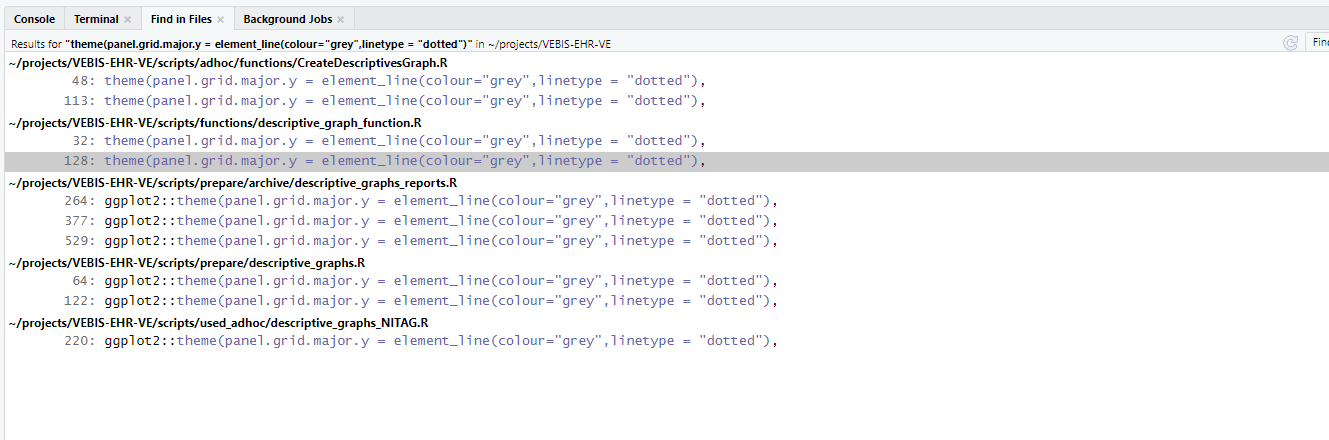 Console Terminal × Find in Files × Background Jobs ×
Results for "theme(panel.grid.major.y = element_line(colour="grey",linetype = "dotted")" in ~/projects/VEBIS-EHR-VE
~/projects/VEBIS-EHR-VE/scripts/adhoc/functions/CreateDescriptivesGraph.R
48: theme(panel.grid.major.y = element_line(colour="grey",linetype = "dotted"),
113: theme(panel.grid.major.y = element_line(colour="grey",linetype = "dotted"),
~/projects/VEBIS-EHR-VE/scripts/functions/descriptive_graph_function.R
32: theme(panel.grid.major.y = element_line(colour="grey",linetype = "dotted"),
128: theme(panel.grid.major.y = element_line(colour="grey",linetype = "dotted"),
~/projects/VEBIS-EHR-VE/scripts/prepare/archive/descriptive_graphs_reports.R
264: ggplot2::theme(panel.grid.major.y = element_line(colour="grey",linetype = "dotted"),
377: ggplot2::theme(panel.grid.major.y = element_line(colour="grey",linetype = "dotted"),
529: ggplot2::theme(panel.grid.major.y = element_line(colour="grey",linetype = "dotted"),
~/projects/VEBIS-EHR-VE/scripts/prepare/descriptive_graphs.R
64: ggplot2::theme(panel.grid.major.y = element_line(colour="grey",linetype = "dotted"),
122: ggplot2::theme(panel.grid.major.y = element_line(colour="grey",linetype = "dotted"),
~/projects/VEBIS-EHR-VE/scripts/used_adhoc/descriptive_graphs_NITAG.R
220: ggplot2::theme(panel.grid.major.y = element_line(colour="grey",linetype = "dotted"),